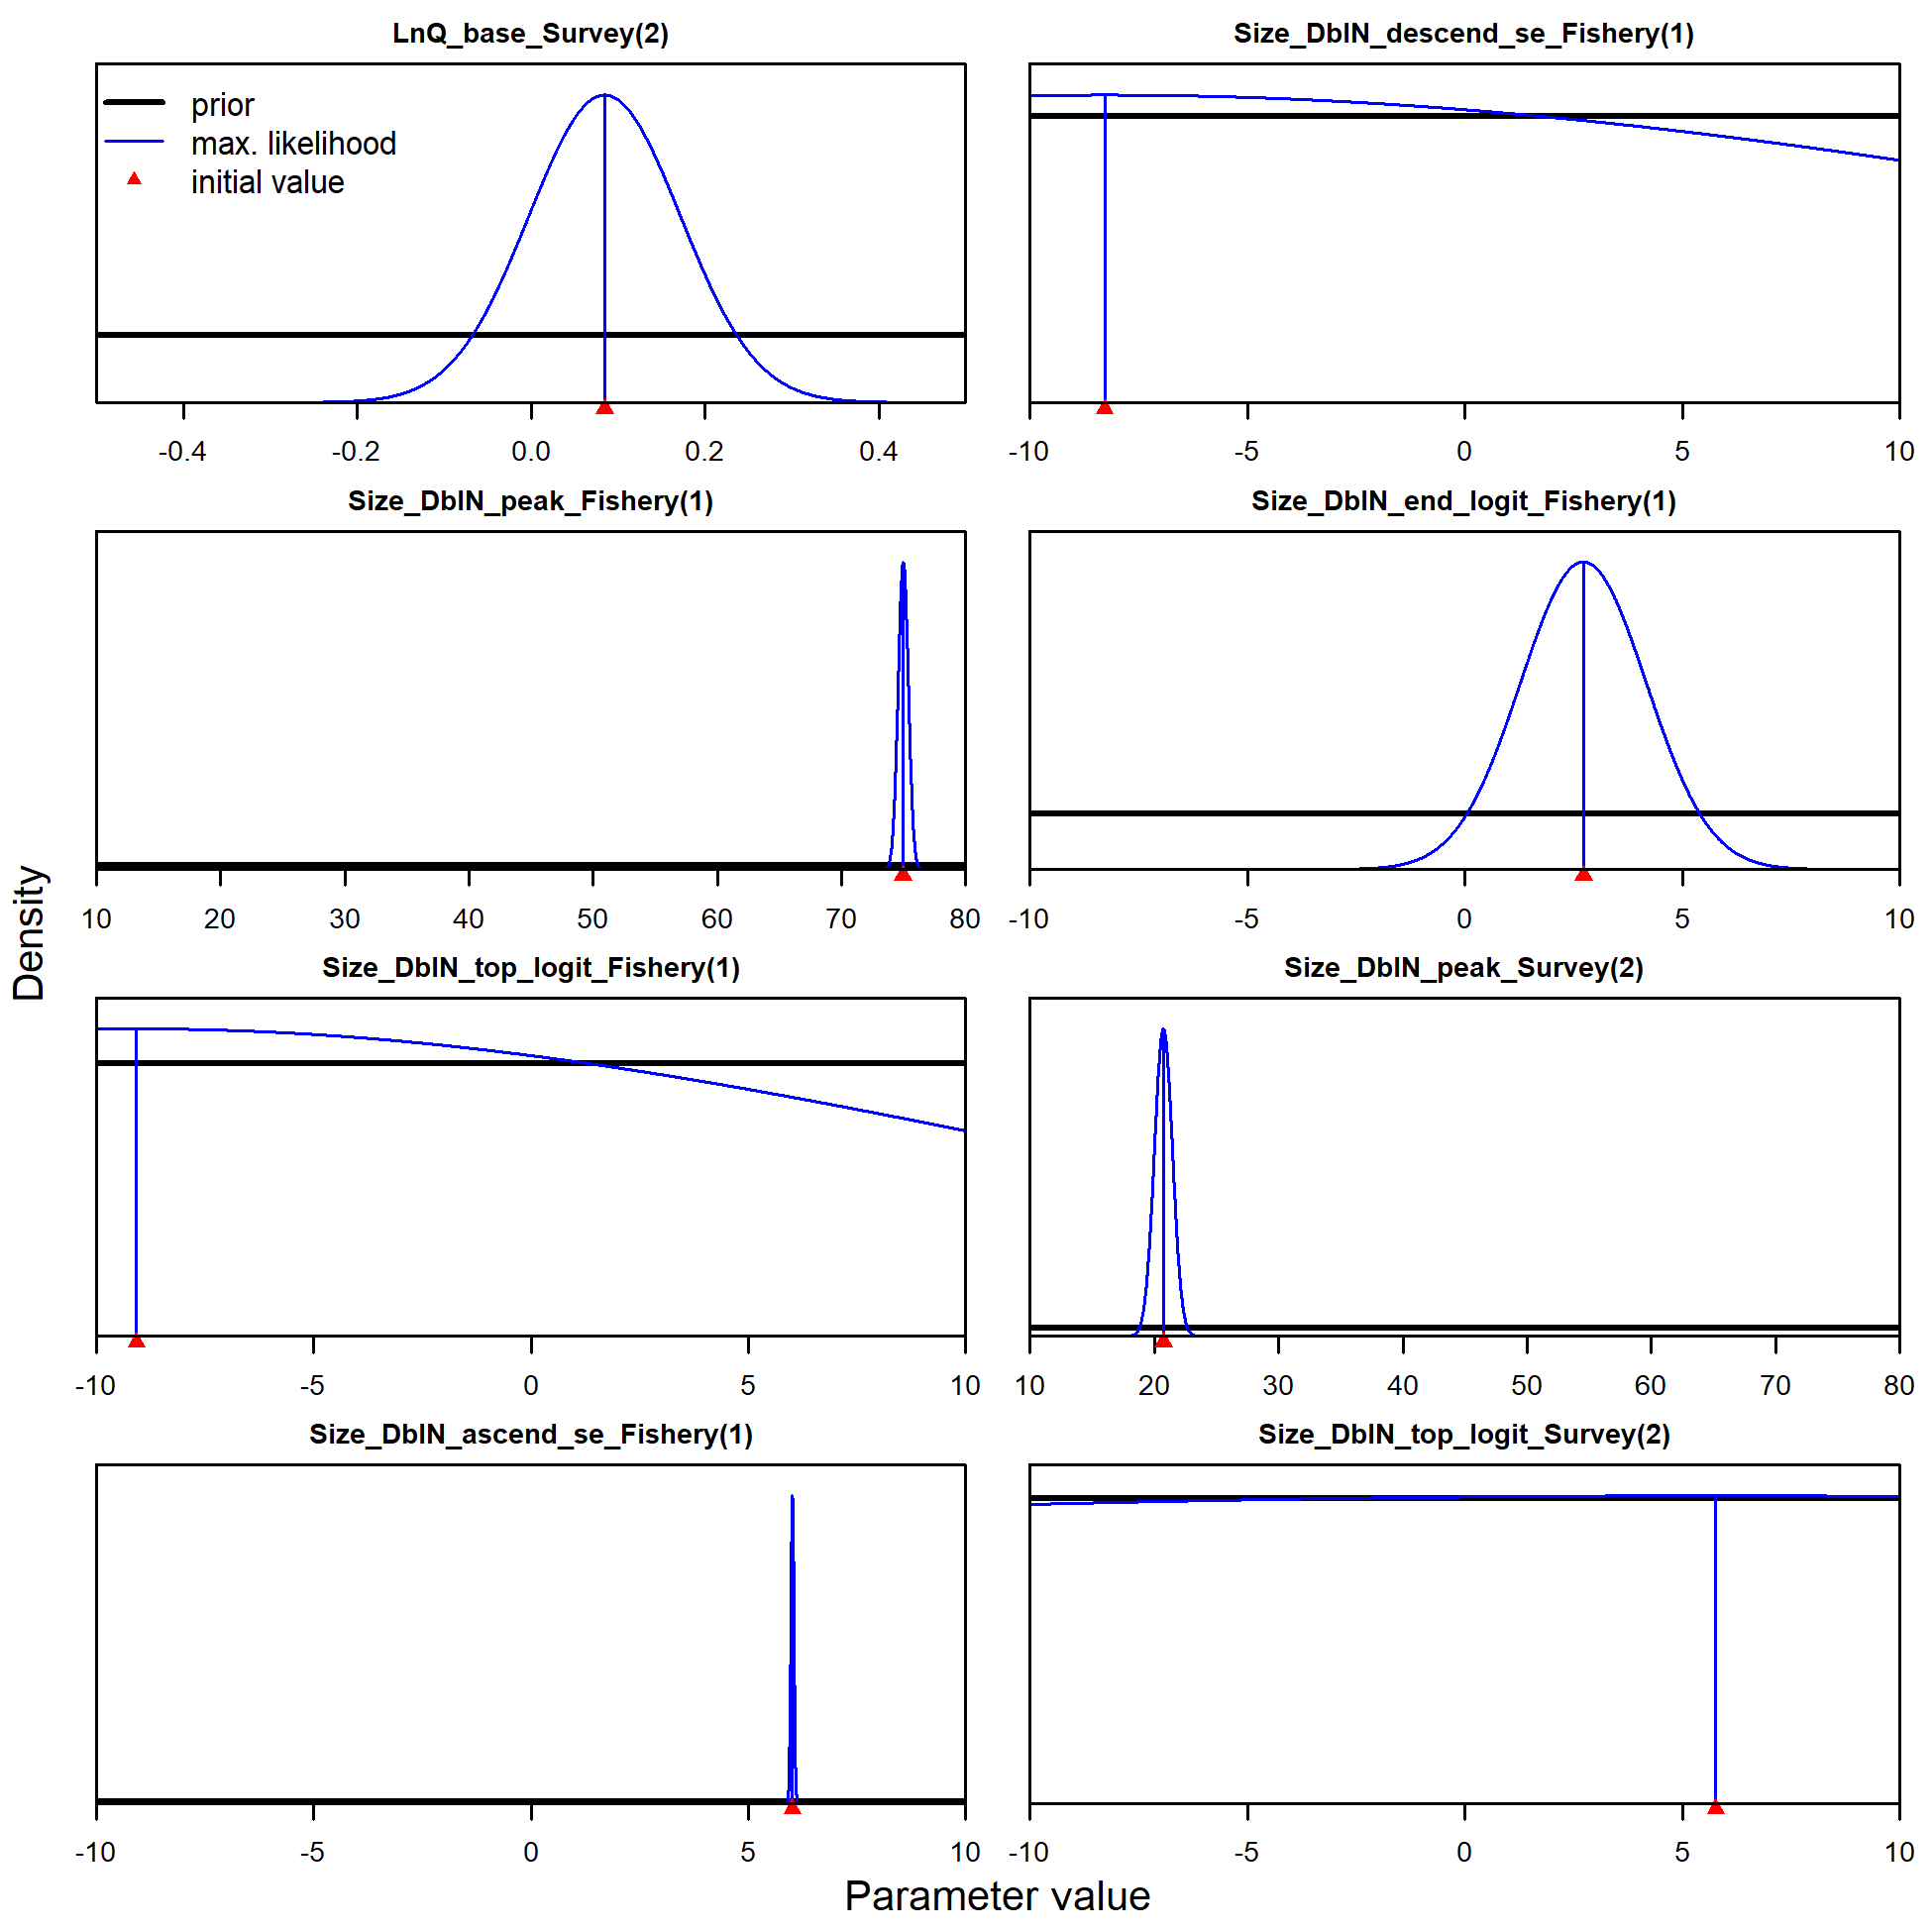 LnQ_base_Survey(2)
prior
max. likelihood
initial value
-0.4 -0.2 0.0 0.2 0.4
Size_DblN_descend_se_Fishery(1)
-10 -5 0 5 10
Size_DblN_peak_Fishery(1)
10 20 30 40 50 60 70 80
Size_DblN_end_logit_Fishery(1)
-10 -5 0 5 10
Size_DblN_top_logit_Fishery(1)
-10 -5 0 5 10
Size_DblN_peak_Survey(2)
10 20 30 40 50 60 70 80
Size_DblN_ascend_se_Fishery(1)
-10 -5 0 5 10
Size_DblN_top_logit_Survey(2)
-10 -5 0 5 10
Density
Parameter value